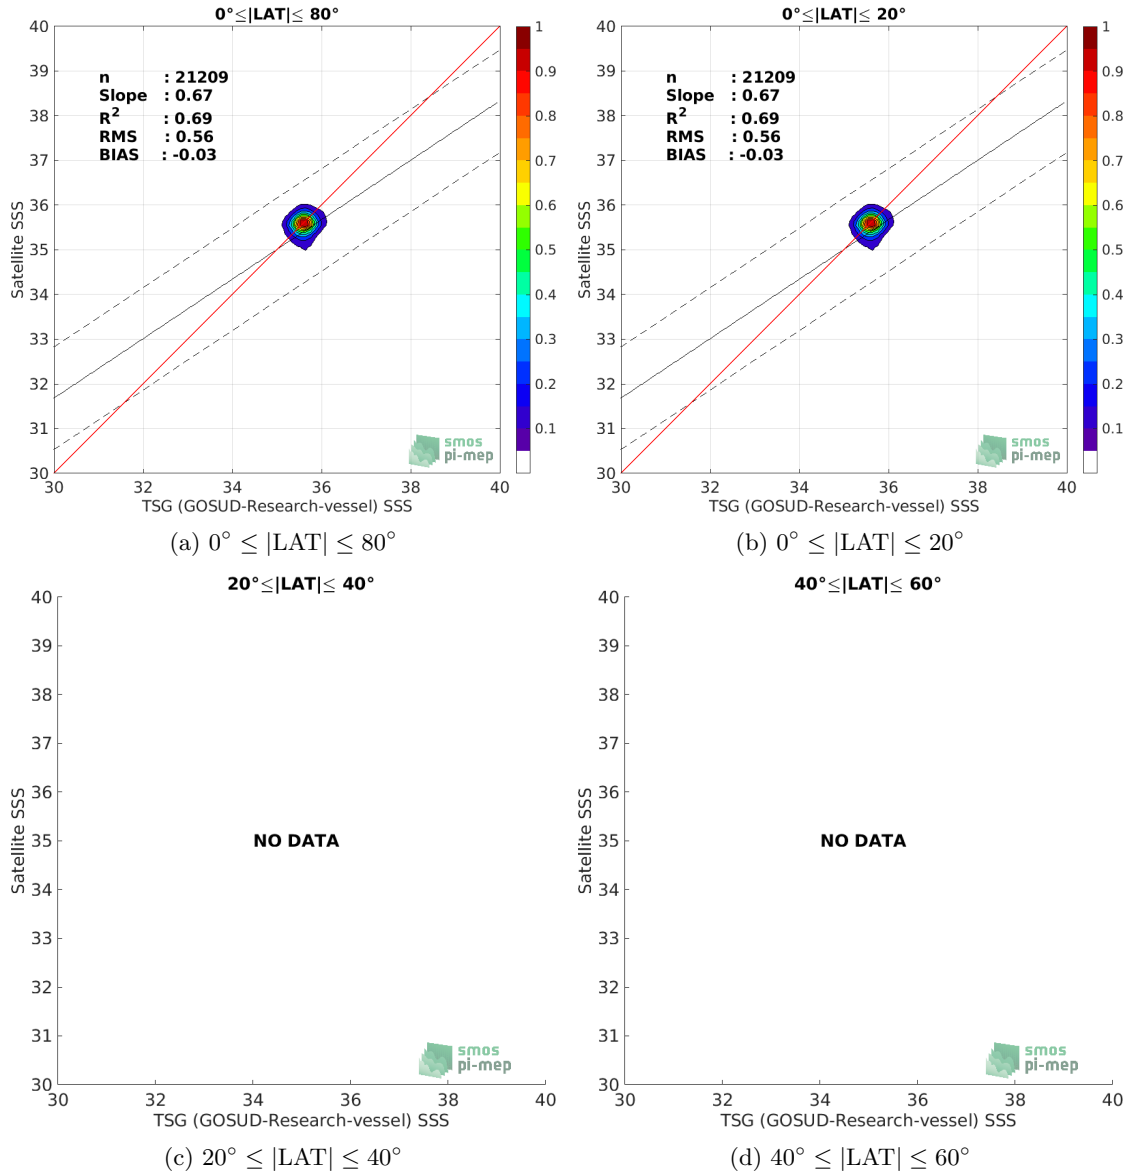 0°≤|LAT|≤ 80°
40
39
38
37
36
35
34
33
32
31
30
Satellite SSS
n : 21209
Slope : 0.67
R² : 0.69
RMS : 0.56
BIAS : -0.03
smos
pi-mep
30 32 34 36 38 40
TSG (GOSUD-Research-vessel) SSS
1
0.9
0.8
0.7
0.6
0.5
0.4
0.3
0.2
0.1
(a) 0° ≤ |LAT| ≤ 80°
0°≤|LAT|≤ 20°
40
39
38
37
36
35
34
33
32
31
30
Satellite SSS
n : 21209
Slope : 0.67
R² : 0.69
RMS : 0.56
BIAS : -0.03
smos
pi-mep
30 32 34 36 38 40
TSG (GOSUD-Research-vessel) SSS
1
0.9
0.8
0.7
0.6
0.5
0.4
0.3
0.2
0.1
(b) 0° ≤ |LAT| ≤ 20°
20°≤|LAT|≤ 40°
40
39
38
37
36
35
34
33
32
31
30
Satellite SSS
NO DATA
smos
pi-mep
30 32 34 36 38 40
TSG (GOSUD-Research-vessel) SSS
(c) 20° ≤ |LAT| ≤ 40°
40°≤|LAT|≤ 60°
40
39
38
37
36
35
34
33
32
31
30
Satellite SSS
NO DATA
smos
pi-mep
30 32 34 36 38 40
TSG (GOSUD-Research-vessel) SSS
(d) 40° ≤ |LAT| ≤ 60°